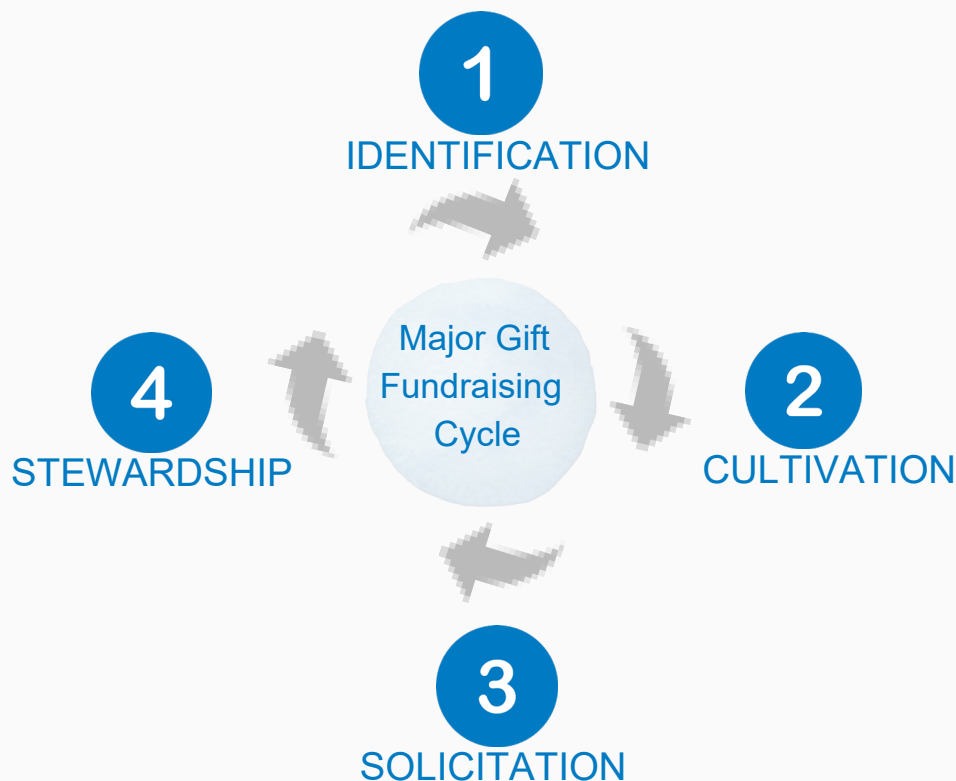 1
IDENTIFICATION
Major Gift
Fundraising
Cycle
2
CULTIVATION
3
SOLICITATION
4
STEWARDSHIP